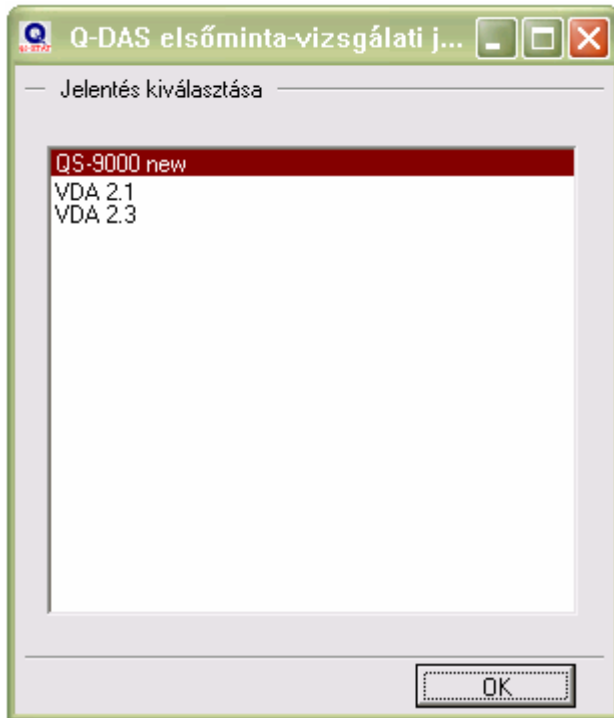 Q-DAS elsőminta-vizsgálati j...
Jelentés kiválasztása
QS-9000 new
VDA 2.1
VDA 2.3
OK